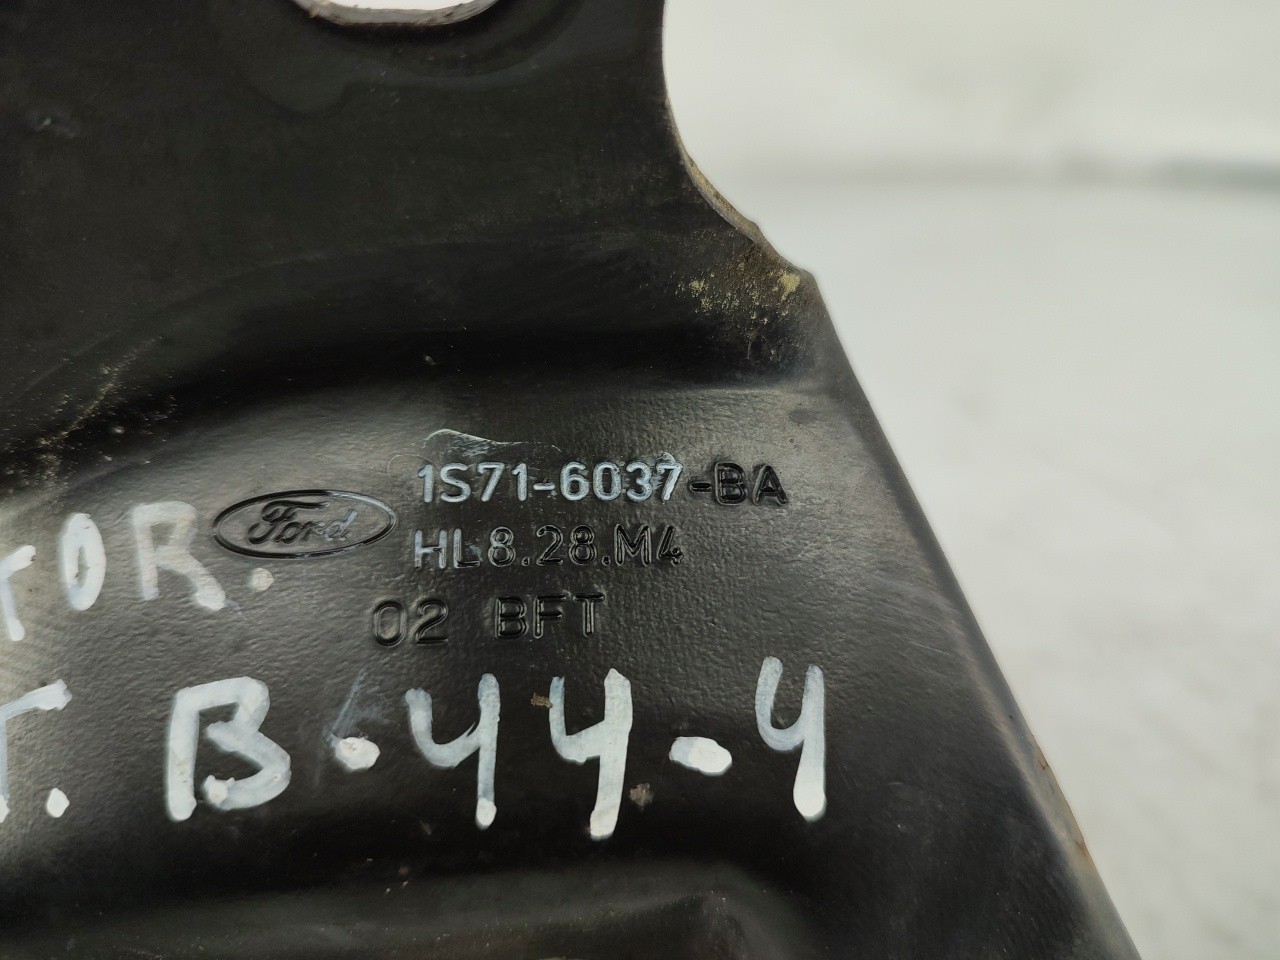 1S71-6037-BA
Ford HL8.28.M4
02 BFT
TOR.
T. B-44-4